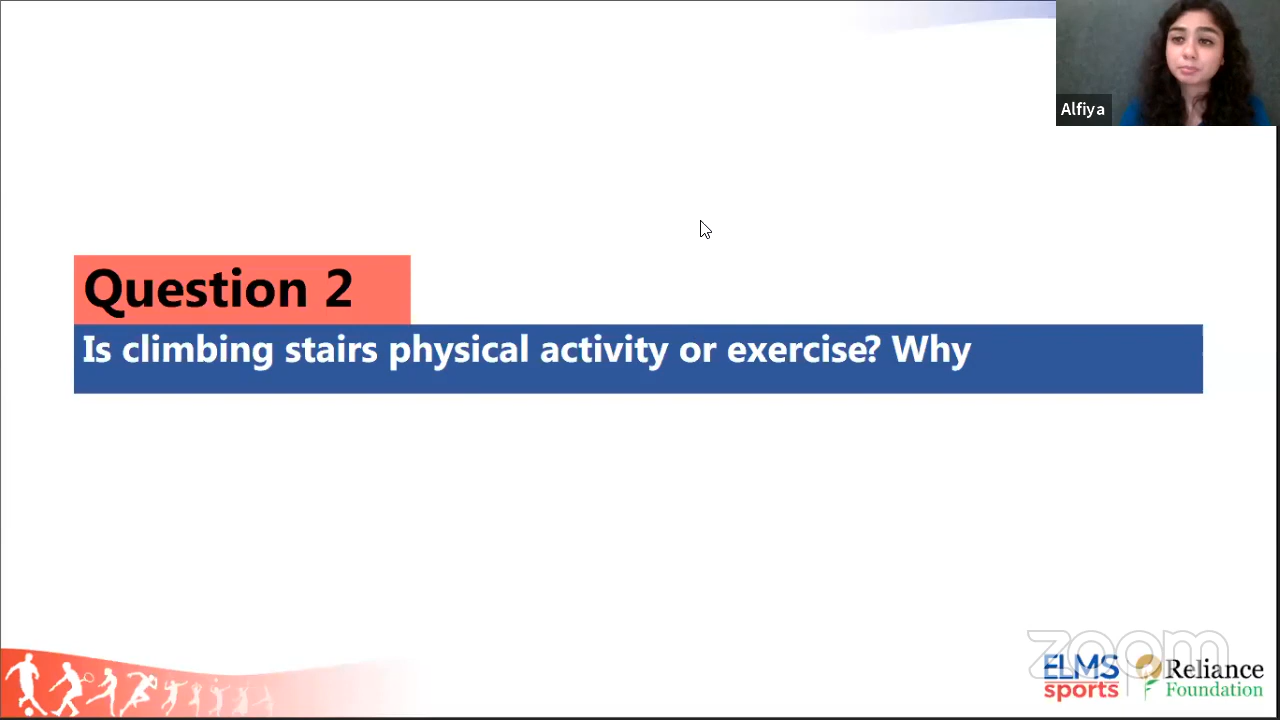 Alfiya
Question 2
Is climbing stairs physical activity or exercise? Why
zoom
ELMS
sports
Reliance
Foundation